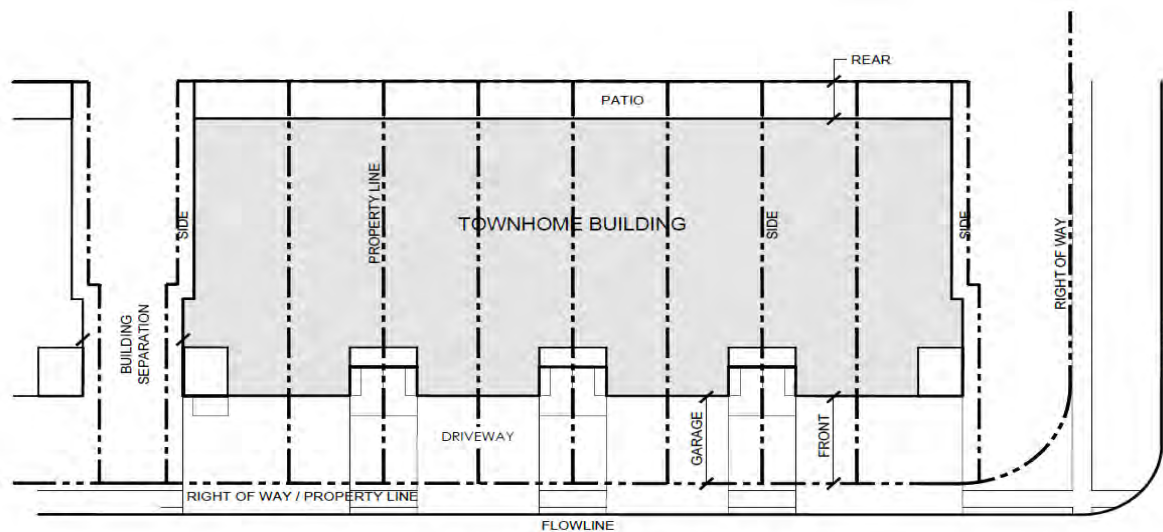 REAR
PATIO
SIDE
PROPERTY LINE
TOWNHOME BUILDING
SIDE
SIDE
RIGHT OF WAY
BUILDING
SEPARATION
DRIVEWAY
GARAGE
FRONT
RIGHT OF WAY / PROPERTY LINE
FLOWLINE